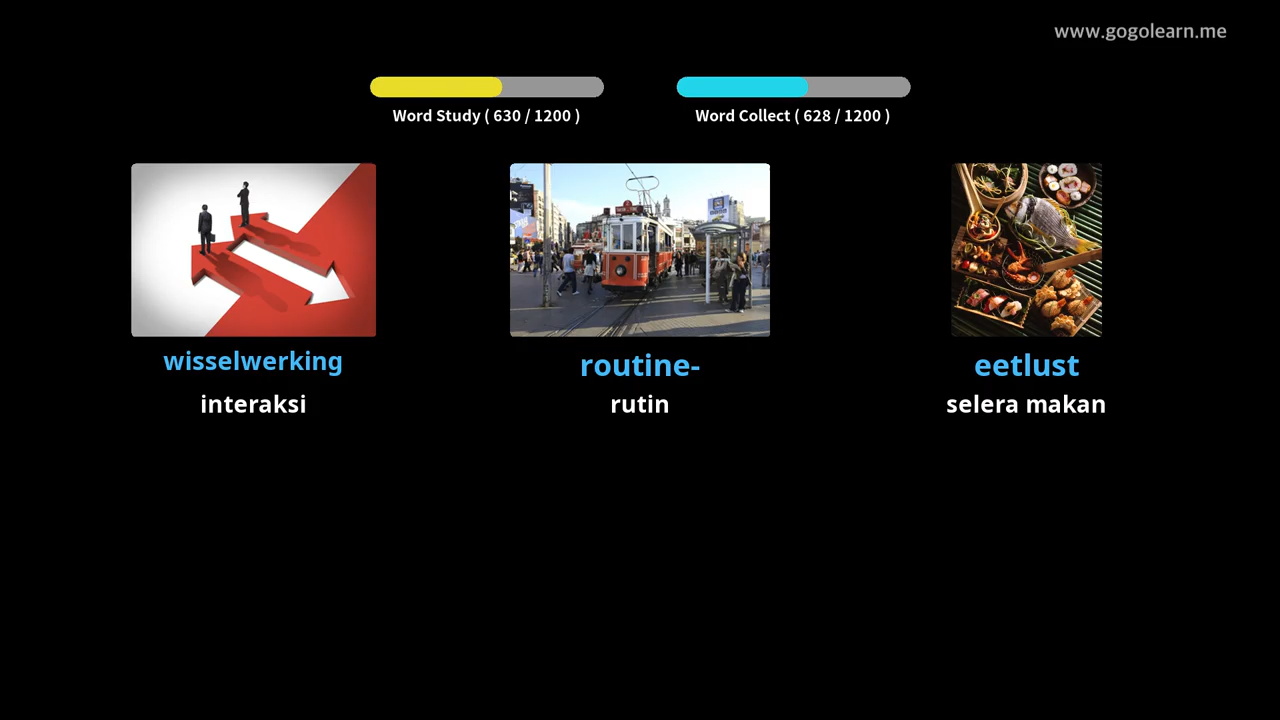 www.gogolearn.me
Word Study ( 630 / 1200 )
Word Collect ( 628 / 1200 )
wisselwerking
routine-
eetlust
interaksi
rutin
selera makan